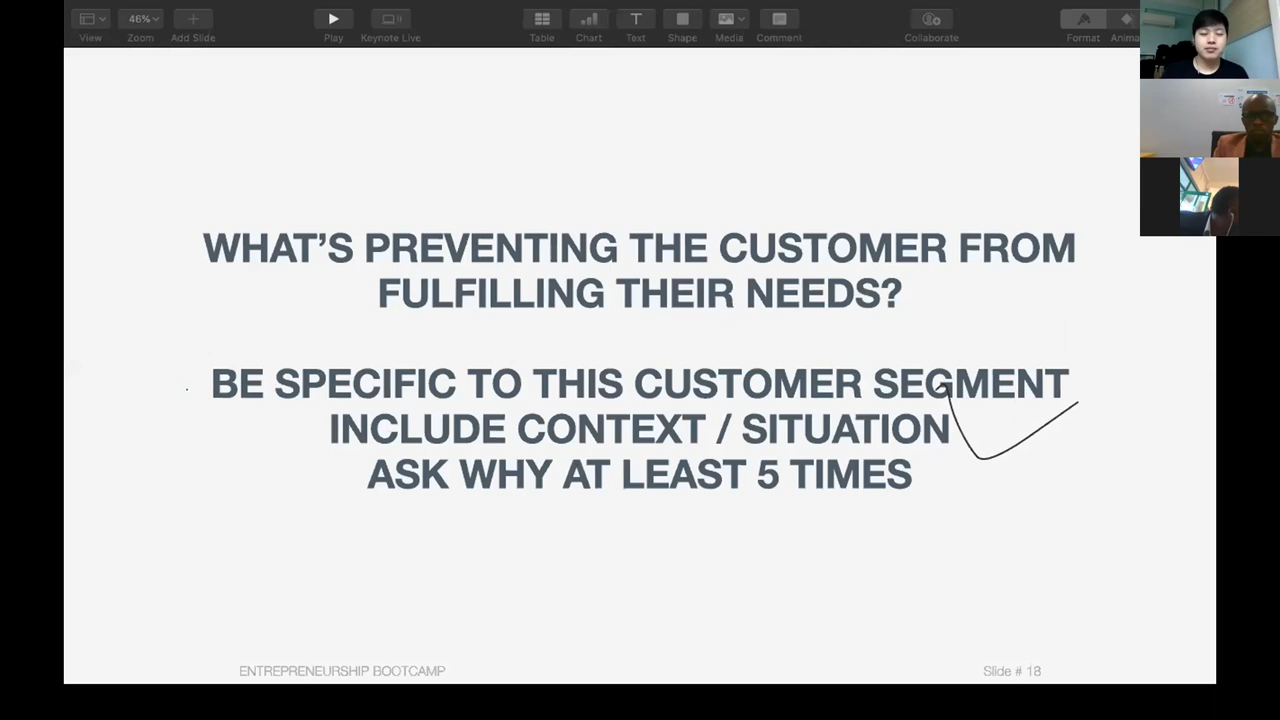 View
46%
Zoom
Add Slide
Play
Keynote Live
Table
Chart
Text
Shape
Media
Comment
Collaborate
Format
Anima
WHAT'S PREVENTING THE CUSTOMER FROM
FULFILLING THEIR NEEDS?
BE SPECIFIC TO THIS CUSTOMER SEGMENT
INCLUDE CONTEXT / SITUATION
ASK WHY AT LEAST 5 TIMES
ENTREPRENEURSHIP BOOTCAMP
Slide # 18